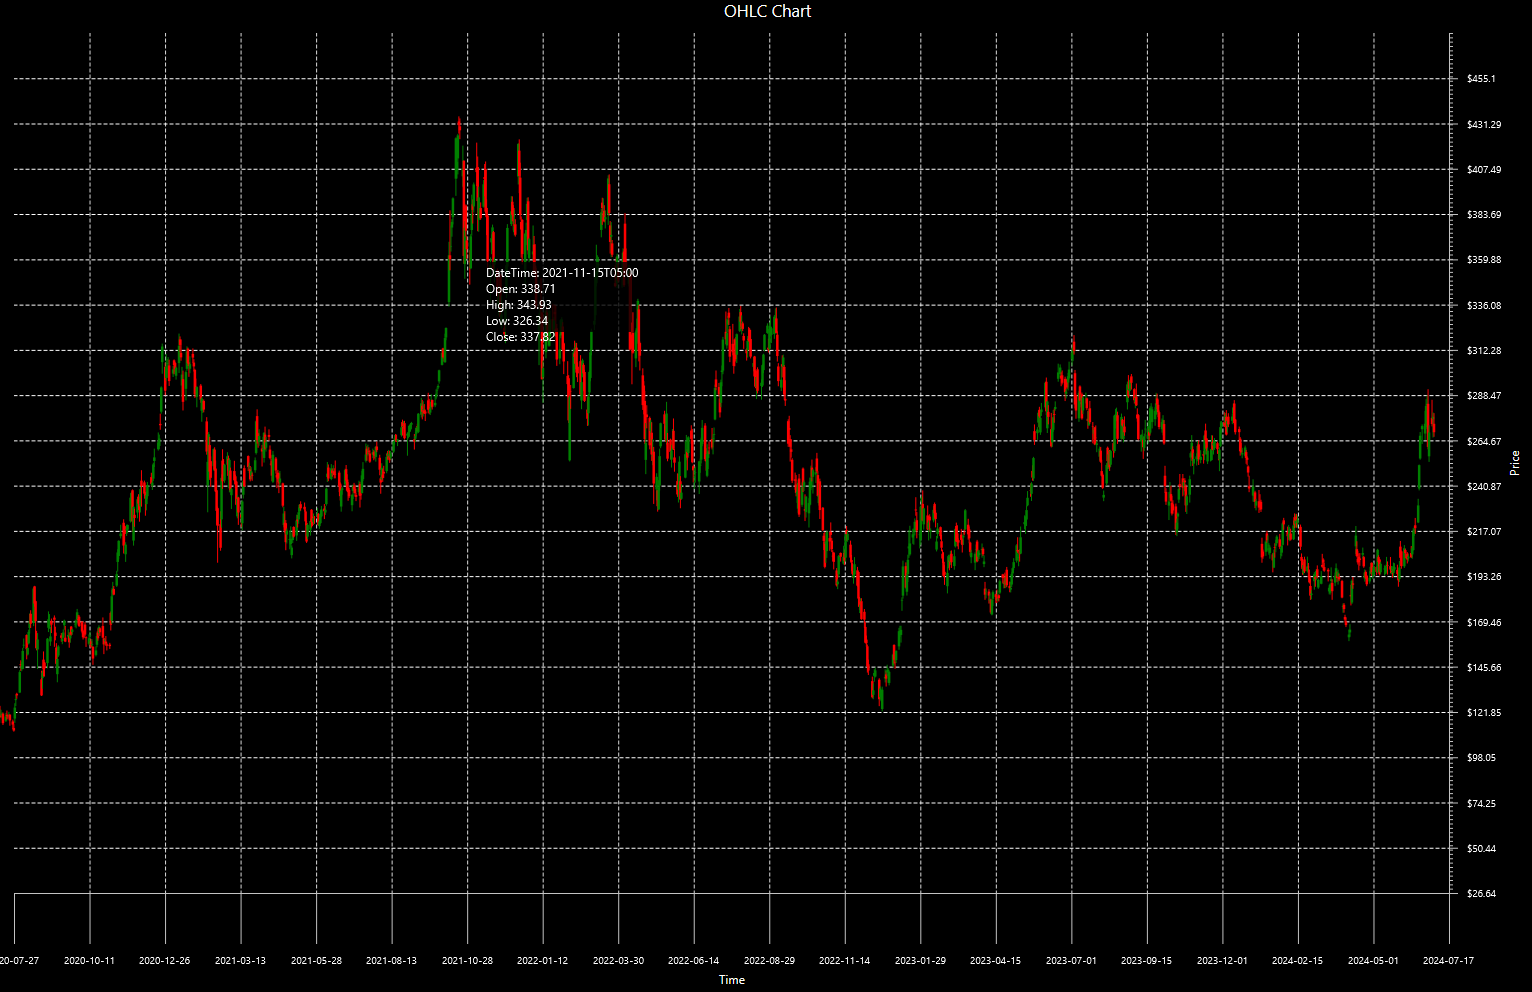 OHLC Chart
$455.1
$431.29
$407.49
$383.69
$359.88
DateTime: 2021-11-15T05:00
Open: 338.71
High: 343.93
Low: 326.34
Close: 337.82
$336.08
$312.28
$288.47
$264.67
Price
$240.87
$217.07
$193.26
$169.46
$145.66
$121.85
$98.05
$74.25
$50.44
$26.64
20-07-27 2020-10-11 2020-12-26 2021-03-13 2021-05-28 2021-08-13 2021-10-28 2022-01-12 2022-03-30 2022-06-14 2022-08-29 2022-11-14 2023-01-29 2023-04-15 2023-07-01 2023-09-15 2023-12-01 2024-02-15 2024-05-01 2024-07-17
Time